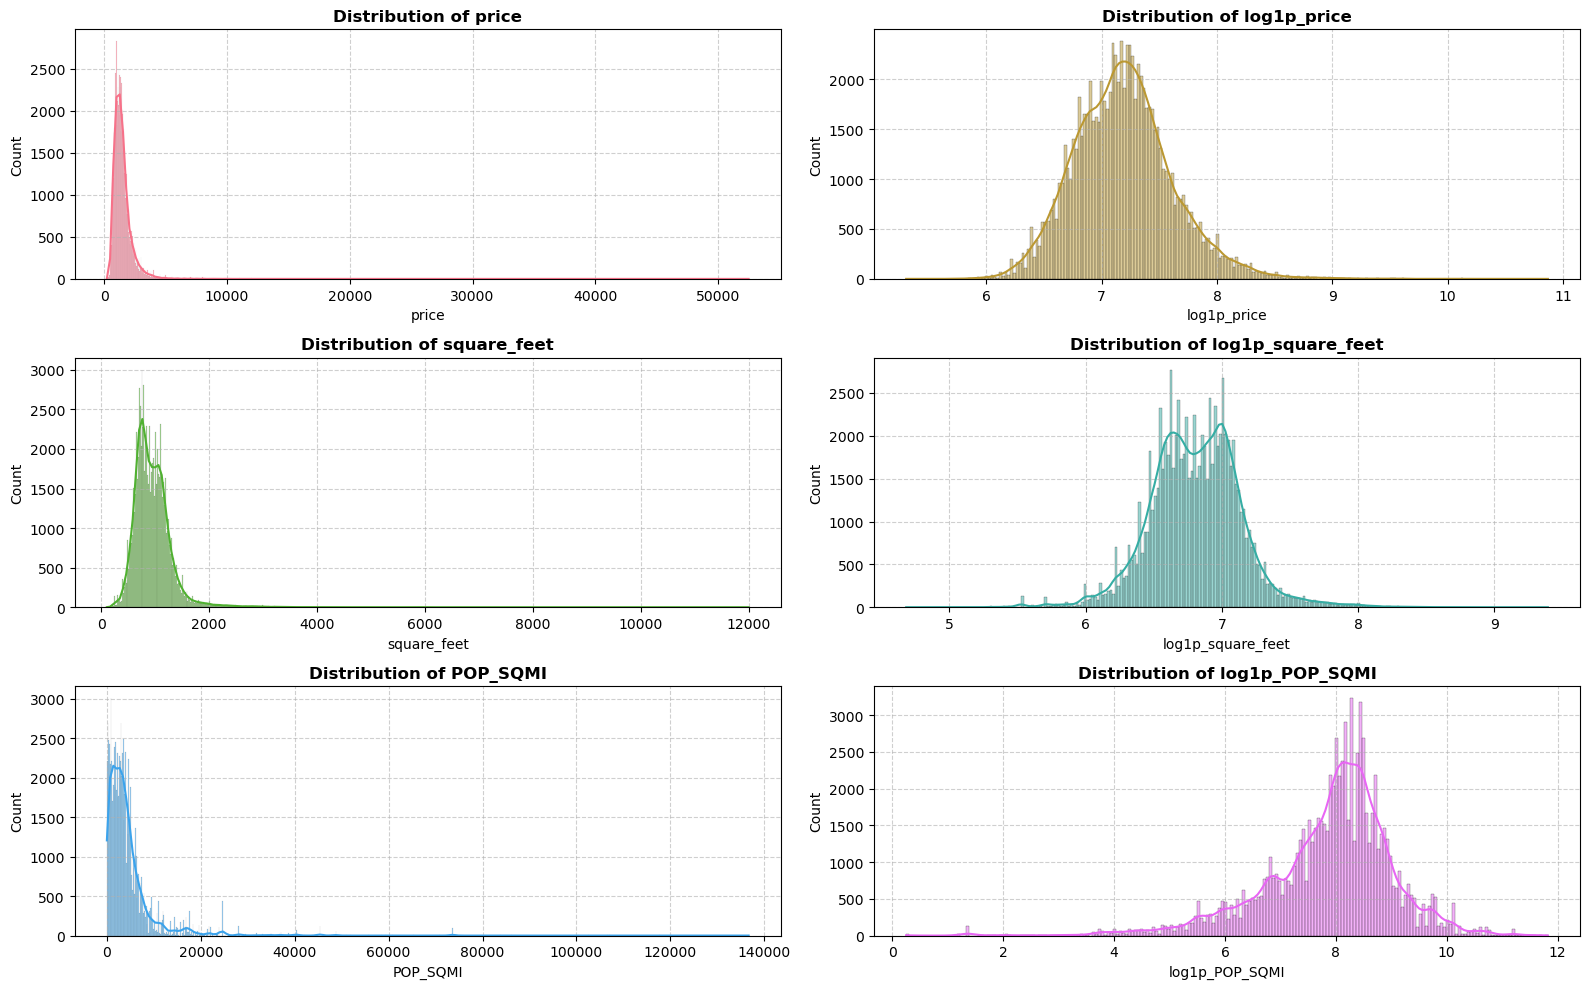 Distribution of price
Count
2500
2000
1500
1000
500
0
0 10000 20000 30000 40000 50000
price
Distribution of log1p_price
Count
2000
1500
1000
500
0
6 7 8 9 10 11
log1p_price
Distribution of square_feet
Count
3000
2500
2000
1500
1000
500
0
0 2000 4000 6000 8000 10000 12000
square_feet
Distribution of log1p_square_feet
Count
2500
2000
1500
1000
500
0
5 6 7 8 9
log1p_square_feet
Distribution of POP_SQMI
Count
3000
2500
2000
1500
1000
500
0
0 20000 40000 60000 80000 100000 120000 140000
POP_SQMI
Distribution of log1p_POP_SQMI
Count
3000
2500
2000
1500
1000
500
0
0 2 4 6 8 10 12
log1p_POP_SQMI